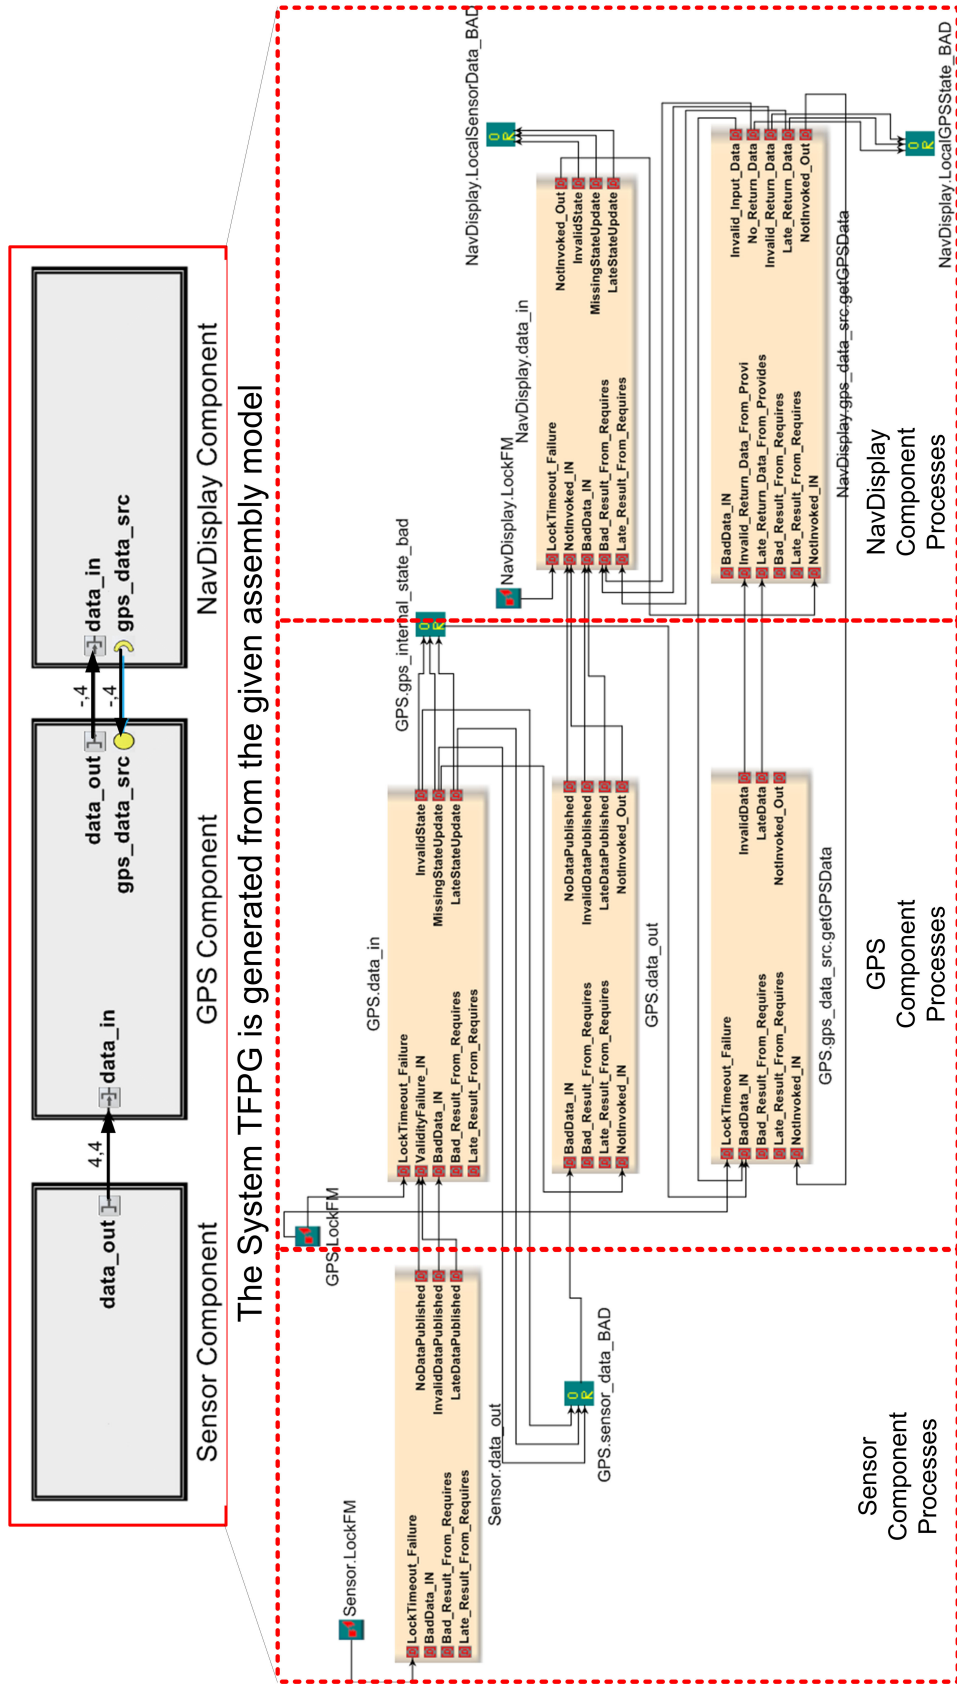 data_out
4,4
data_in
data_out
gps_data_src
-,4
-,4
data_in
gps_data_src
Sensor Component
GPS Component
NavDisplay Component
The System TFPG is generated from the given assembly model
Sensor.LockFM
LockTimeout_Failure
BadData_IN
Bad_Result_From_Requires
Late_Result_From_Requires
NoDataPublished
InvalidDataPublished
LateDataPublished
Sensor.data_out
O
R
GPS.sensor_data_BAD
Sensor
Component
Processes
GPS.LockFM
GPS.data_in
LockTimeout_Failure
ValidityFailure_IN
BadData_IN
Bad_Result_From_Requires
Late_Result_From_Requires
InvalidState
MissingStateUpdate
LateStateUpdate
GPS.gps_internal_state_bad
O
R
BadData_IN
Bad_Result_From_Requires
Late_Result_From_Requires
NotInvoked_IN
NoDataPublished
InvalidDataPublished
LateDataPublished
NotInvoked_Out
GPS.data_out
LockTimeout_Failure
BadData_IN
Bad_Result_From_Requires
Late_Result_From_Requires
NotInvoked_IN
InvalidData
LateData
NotInvoked_Out
GPS.gps_data_src.getGPSData
GPS
Component
Processes
NavDisplay.LockFM
NavDisplay.data_in
LockTimeout_Failure
NotInvoked_IN
BadData_IN
Bad_Result_From_Requires
Late_Result_From_Requires
NotInvoked_Out
InvalidState
MissingStateUpdate
LateStateUpdate
NavDisplay.LocalSensorData_BAD
O
R
BadData_IN
Invalid_Return_Data_From_Provi
Late_Return_Data_From_Provides
Bad_Result_From_Requires
Late_Result_From_Requires
NotInvoked_IN
Invalid_Input_Data
No_Return_Data
Invalid_Return_Data
Late_Return_Data
NotInvoked_Out
NavDisplay.gps_data_src.getGPSData
O
R
NavDisplay.LocalGPSState_BAD
NavDisplay
Component
Processes